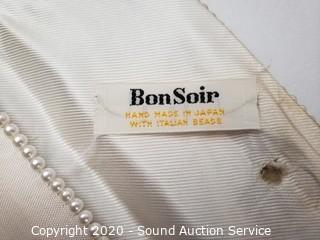 BonSoir
HAND MADE IN JAPAN
WITH ITALIAN BEADS
Copyright 2020 - Sound Auction Service